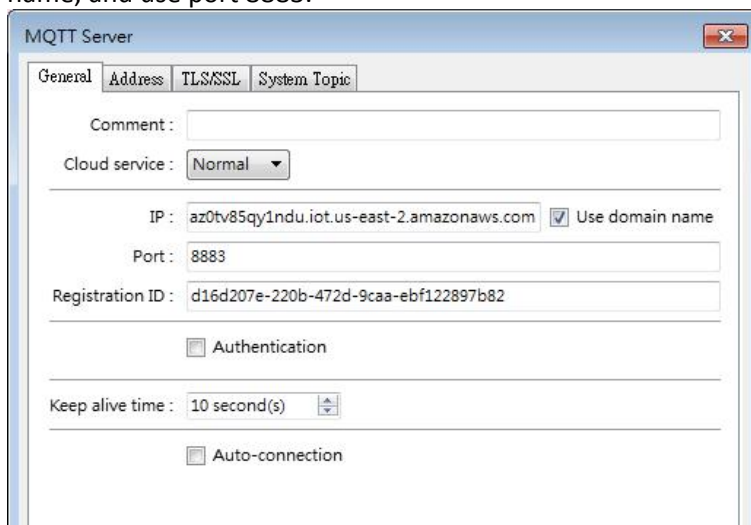 name, and use port 8883.
MQTT Server
General Address TLS/SSL System Topic
Comment :
Cloud service : Normal
IP : az0tv85qy1ndu.iot.us-east-2.amazonaws.com Use domain name
Port : 8883
Registration ID : d16d207e-220b-472d-9caa-ebf122897b82
Authentication
Keep alive time : 10 second(s)
Auto-connection